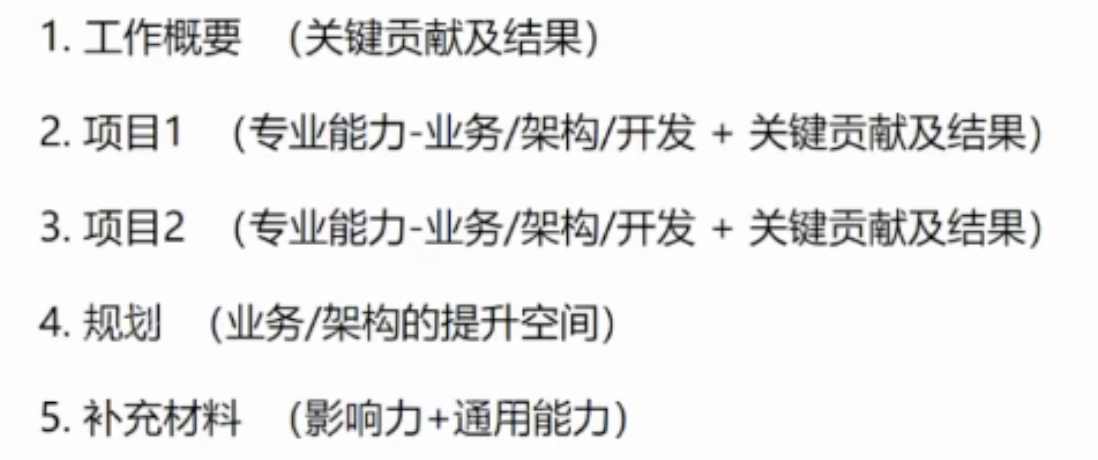 1. 工作概要 （关键贡献及结果）
2. 项目1 （专业能力-业务/架构/开发 + 关键贡献及结果）
3. 项目2 （专业能力-业务/架构/开发 + 关键贡献及结果）
4. 规划 （业务/架构的提升空间）
5. 补充材料 （影响力+通用能力）